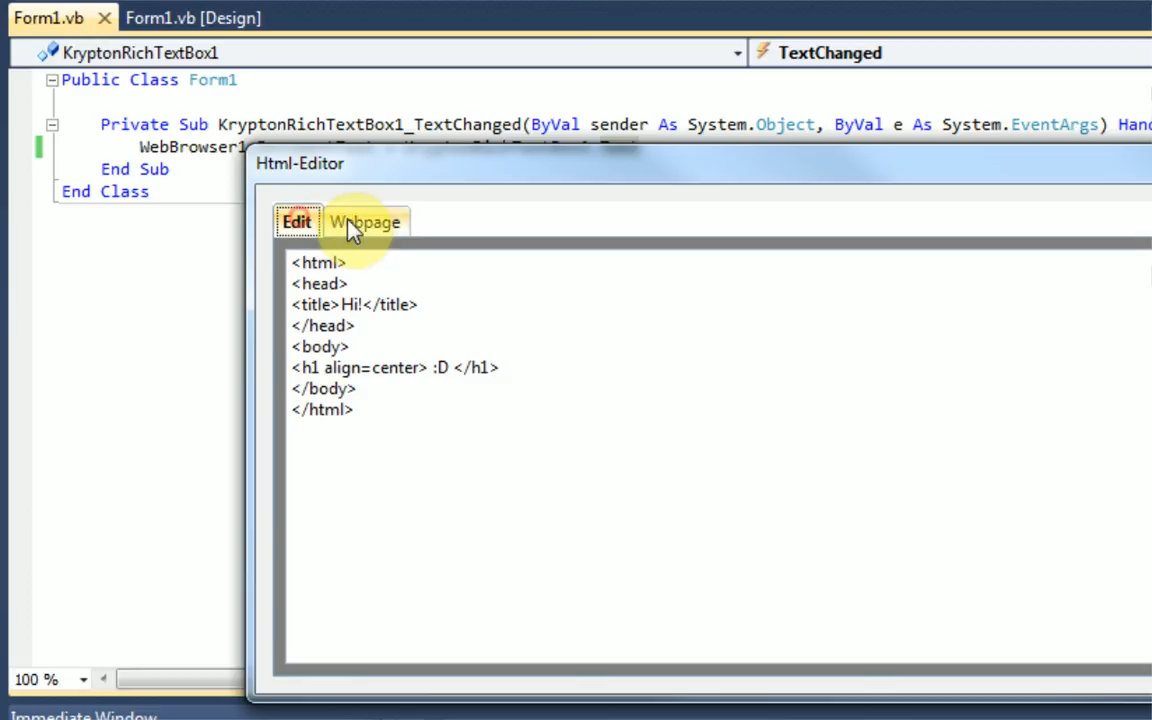 Form1.vb Form1.vb [Design]
KryptonRichTextBox1 TextChanged
Public Class Form1
Private Sub KryptonRichTextBox1_TextChanged(ByVal sender As System.Object, ByVal e As System.EventArgs) Hand
WebBrowser1
End Sub
End Class
Html-Editor
Edit Webpage
<html>
<head>
<title>Hi!</title>
</head>
<body>
<h1 align=center> :D </h1>
</body>
</html>
100 %
Immediate Window